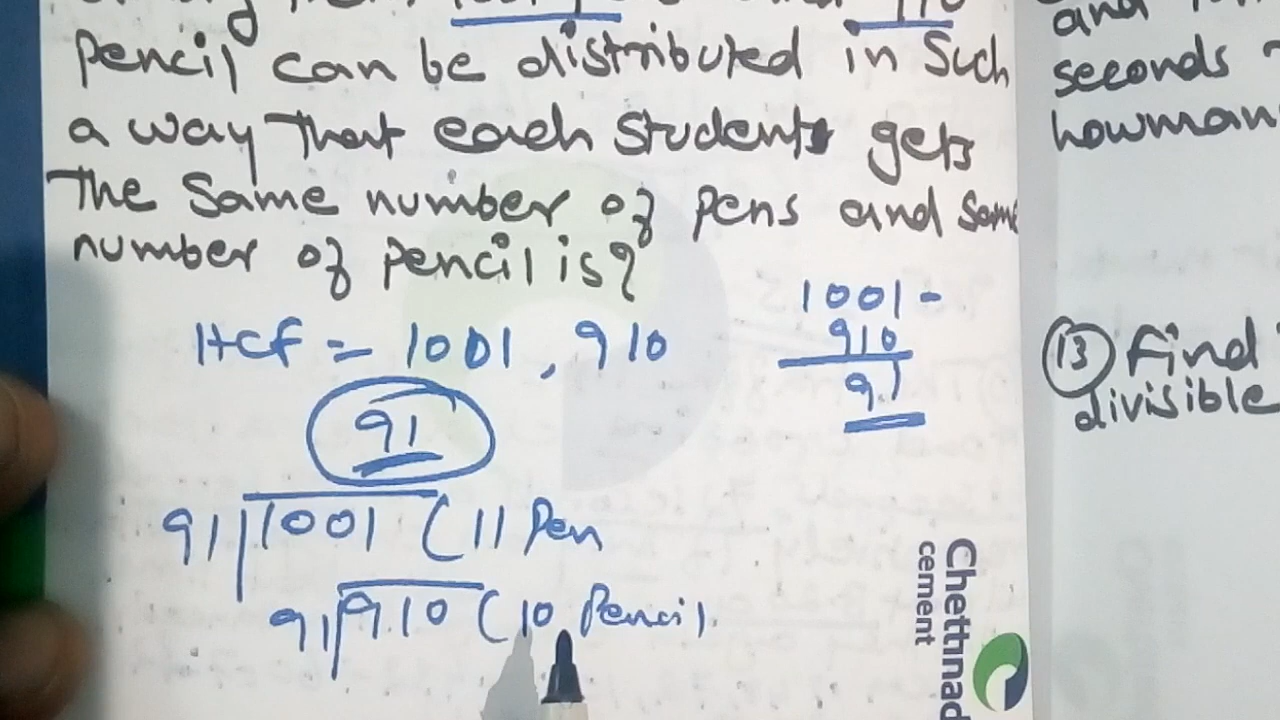 pencil can be distributed in Such
a way that each students gets
The Same number of pens and same
number of pencil is?
Hcf = 1001, 910
91
1001 -
910
91
91 1001 ( 11 Pen
91 910 ( 10 Pencil.
and
seconds
howman
13 Find
divisible
Chettinad
cement